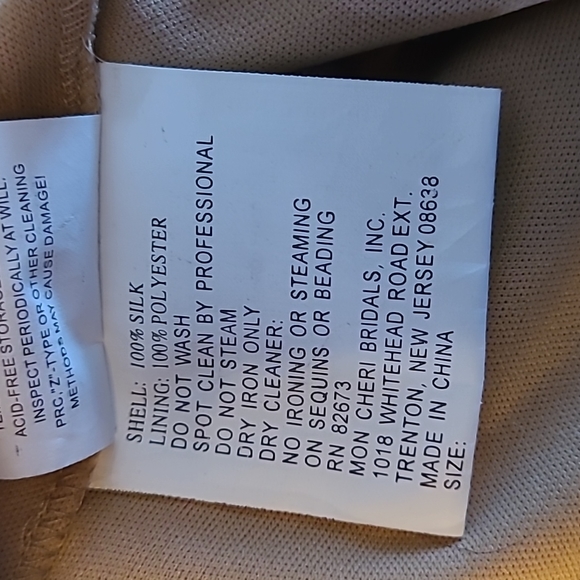 ACID-FREE STORAGE
INSPECT PERIODICALLY AT WILL.
PRC, "Z"-TYPE OR OTHER CLEANING
METHODS MAY CAUSE DAMAGE!
SHELL: 100% SILK
LINING: 100% POLYESTER
DO NOT WASH
SPOT CLEAN BY PROFESSIONAL
DO NOT STEAM
DRY IRON ONLY
DRY CLEANER:
NO IRONING OR STEAMING
ON SEQUINS OR BEADING
RN 82673
MON CHERI BRIDALS, INC.
1018 WHITEHEAD ROAD EXT.
TRENTON, NEW JERSEY 08638
MADE IN CHINA
SIZE: